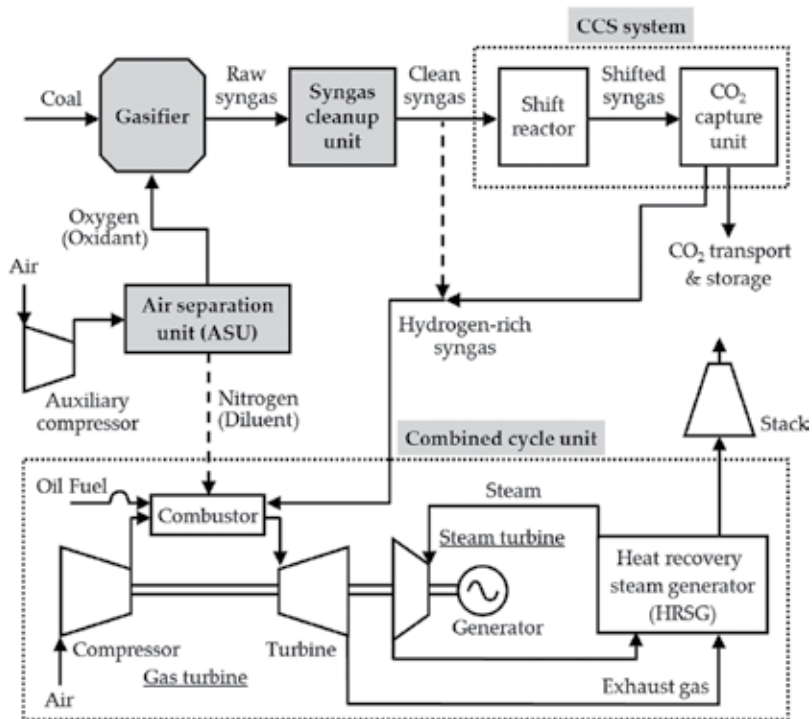 CCS system
Coal
Gasifier
Raw
syngas
Syngas
cleanup
unit
Clean
syngas
Shift
reactor
Shifted
syngas
CO₂
capture
unit
Oxygen
(Oxidant)
CO₂ transport
& storage
Air
Air separation
unit (ASU)
Hydrogen-rich
syngas
Auxiliary
compressor
Nitrogen
(Diluent)
Stack
Combined cycle unit
Oil Fuel
Combustor
Steam
Steam turbine
Heat recovery
steam generator
(HRSG)
Generator
Compressor
Turbine
Gas turbine
Air
Exhaust gas